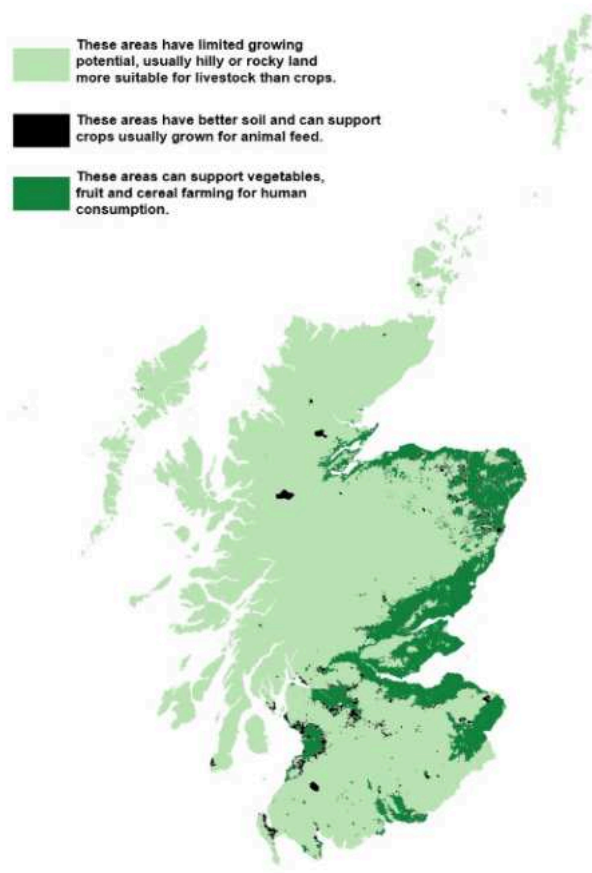 These areas have limited growing
potential, usually hilly or rocky land
more suitable for livestock than crops.
These areas have better soil and can support
crops usually grown for animal feed.
These areas can support vegetables,
fruit and cereal farming for human
consumption.